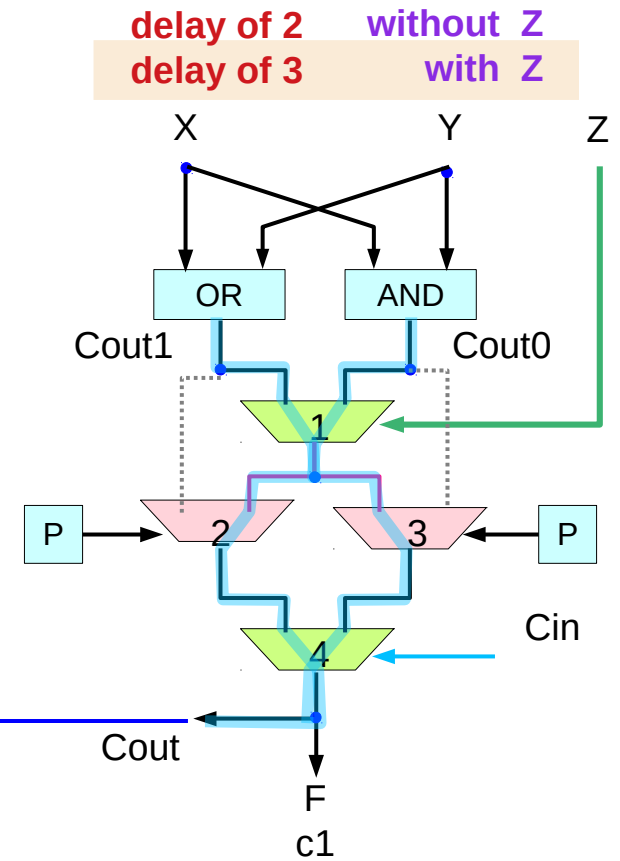 delay of 2 without Z
delay of 3 with Z
X Y Z
OR AND
Cout1 Cout0
1
P 2 3 P
Cin
4
Cout
F
c1